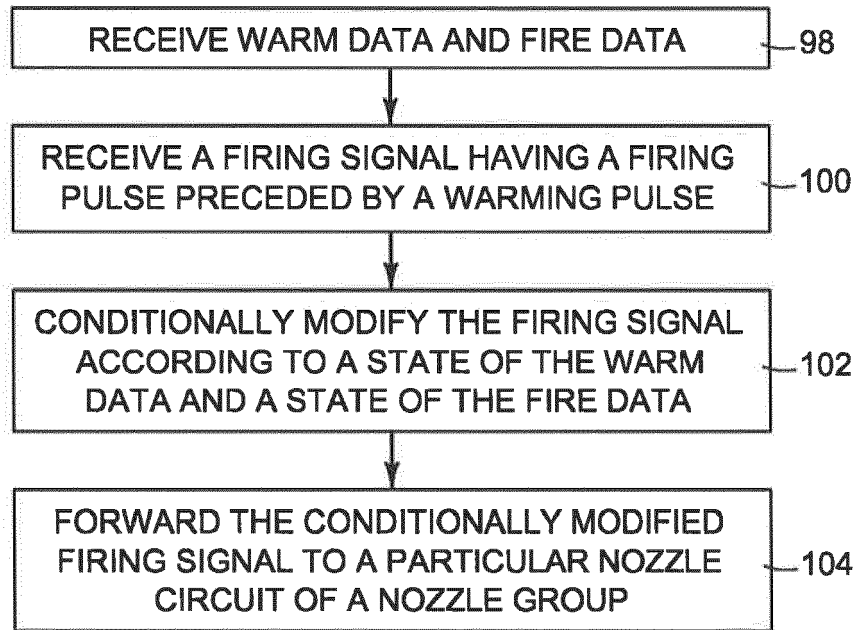 RECEIVE WARM DATA AND FIRE DATA
98
RECEIVE A FIRING SIGNAL HAVING A FIRING
PULSE PRECEDED BY A WARMING PULSE
100
CONDITIONALLY MODIFY THE FIRING SIGNAL
ACCORDING TO A STATE OF THE WARM
DATA AND A STATE OF THE FIRE DATA
102
FORWARD THE CONDITIONALLY MODIFIED
FIRING SIGNAL TO A PARTICULAR NOZZLE
CIRCUIT OF A NOZZLE GROUP
104